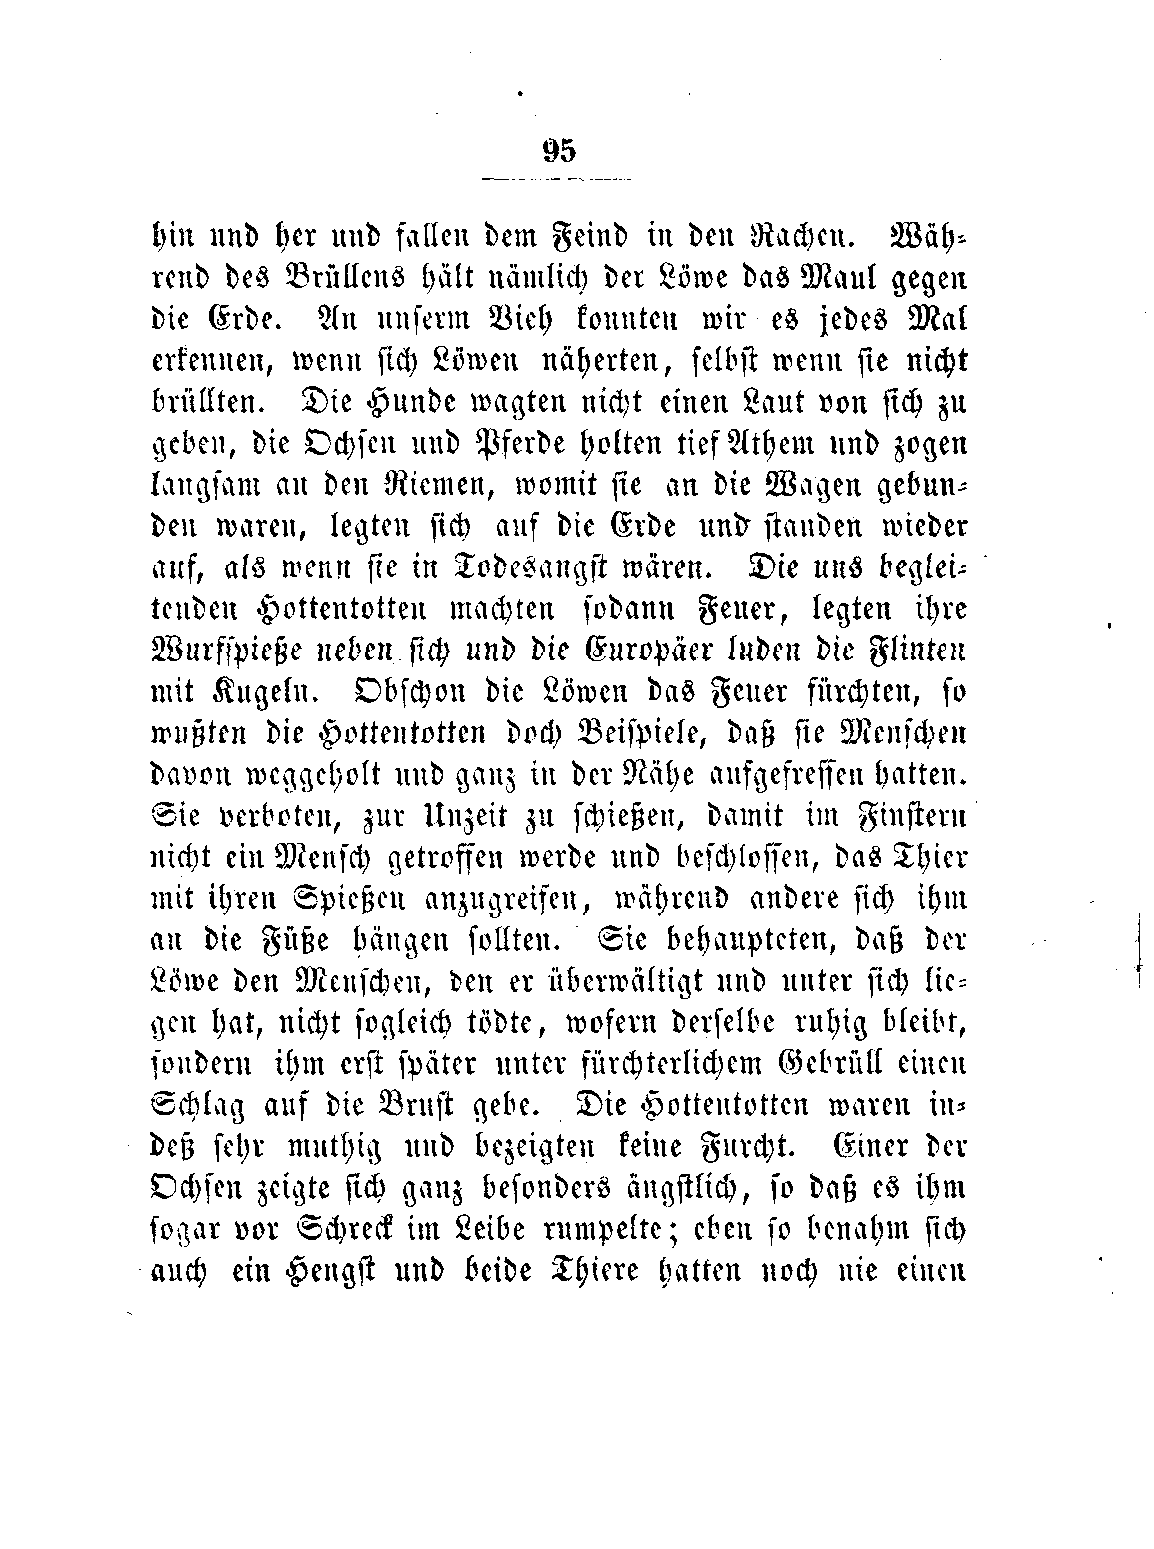 95
hin und her und fallen dem Feind in den Rachen. Wäh-
rend des Brüllens hält nämlich der Löwe das Maul gegen
die Erde. An unserm Vieh konnten wir es jedes Mal
erkennen, wenn sich Löwen näherten, selbst wenn sie nicht
brüllten. Die Hunde wagten nicht einen Laut von sich zu
geben, die Ochsen und Pferde holten tief Athem und zogen
langsam an den Riemen, womit sie an die Wagen gebun-
den waren, legten sich auf die Erde und standen wieder
auf, als wenn sie in Todesangst wären. Die uns beglei-
tenden Hottentotten machten sodann Feuer, legten ihre
Wurfspieße neben sich und die Europäer luden die Flinten
mit Kugeln. Obschon die Löwen das Feuer fürchten, so
wußten die Hottentotten doch Beispiele, daß sie Menschen
davon weggeholt und ganz in der Nähe aufgefressen hatten.
Sie verboten, zur Unzeit zu schießen, damit im Finstern
nicht ein Mensch getroffen werde und beschlossen, das Thier
mit ihren Spießen anzugreifen, während andere sich ihm
an die Füße hängen sollten. Sie behaupteten, daß der
Löwe den Menschen, den er überwältigt und unter sich lie-
gen hat, nicht sogleich tödte, wofern derselbe ruhig bleibt,
sondern ihm erst später unter fürchterlichem Gebrüll einen
Schlag auf die Brust gebe. Die Hottentotten waren in-
deß sehr muthig und bezeigten keine Furcht. Einer der
Ochsen zeigte sich ganz besonders ängstlich, so daß es ihm
sogar vor Schreck im Leibe rumpelte; eben so benahm sich
auch ein Hengst und beide Thiere hatten noch nie einen